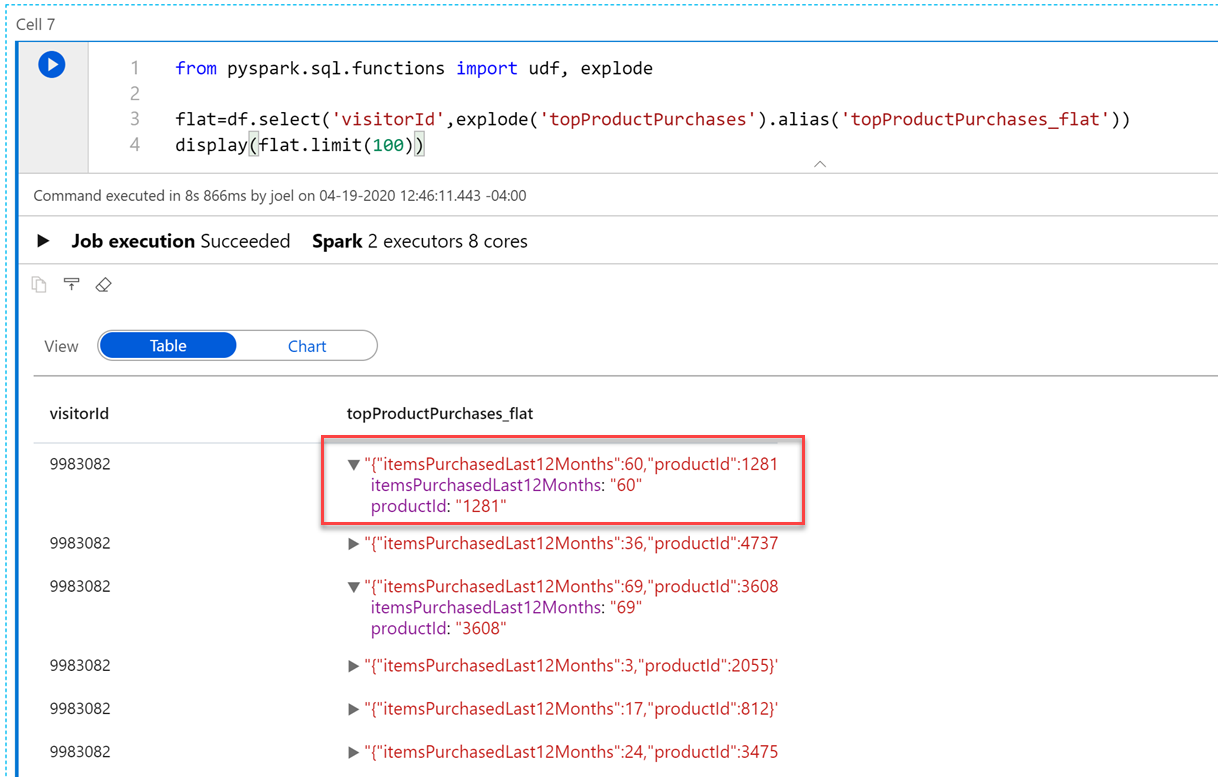 Cell 7
1 from pyspark.sql.functions import udf, explode
2
3 flat=df.select('visitorId',explode('topProductPurchases').alias('topProductPurchases_flat'))
4 display(flat.limit(100))
Command executed in 8s 866ms by joel on 04-19-2020 12:46:11.443 -04:00
Job execution Succeeded Spark 2 executors 8 cores
View Table Chart
visitorId topProductPurchases_flat
9983082 "{"itemsPurchasedLast12Months":60,"productId":1281
itemsPurchasedLast12Months: "60"
productId: "1281"
9983082 "{"itemsPurchasedLast12Months":36,"productId":4737
9983082 "{"itemsPurchasedLast12Months":69,"productId":3608
itemsPurchasedLast12Months: "69"
productId: "3608"
9983082 "{"itemsPurchasedLast12Months":3,"productId":2055}'
9983082 "{"itemsPurchasedLast12Months":17,"productId":812}'
9983082 "{"itemsPurchasedLast12Months":24,"productId":3475